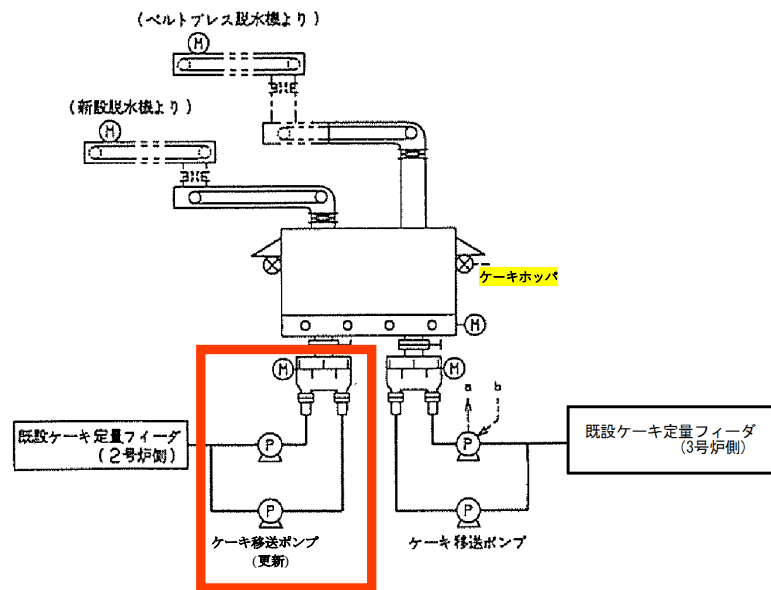 (ベルトプレス脱水機より)
M
(新設脱水機より)
M
ケーキホッパ
M
M
M
a
b
既設ケーキ定量フィーダ
(2号炉側)
P
P
既設ケーキ定量フィーダ
(3号炉側)
P
P
ケーキ移送ポンプ
(更新)
ケーキ移送ポンプ